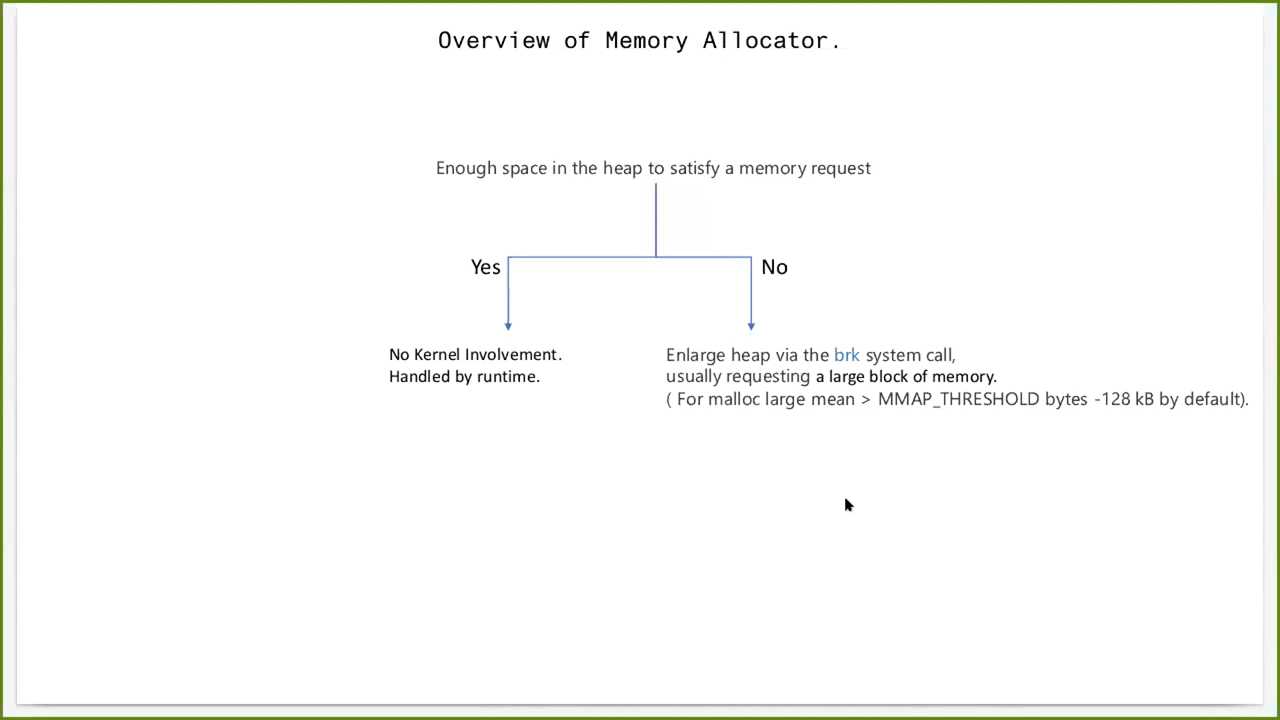 Overview of Memory Allocator.
Enough space in the heap to satisfy a memory request
Yes
No
No Kernel Involvement.
Handled by runtime.
Enlarge heap via the brk system call,
usually requesting a large block of memory.
( For malloc large mean > MMAP_THRESHOLD bytes -128 kB by default).